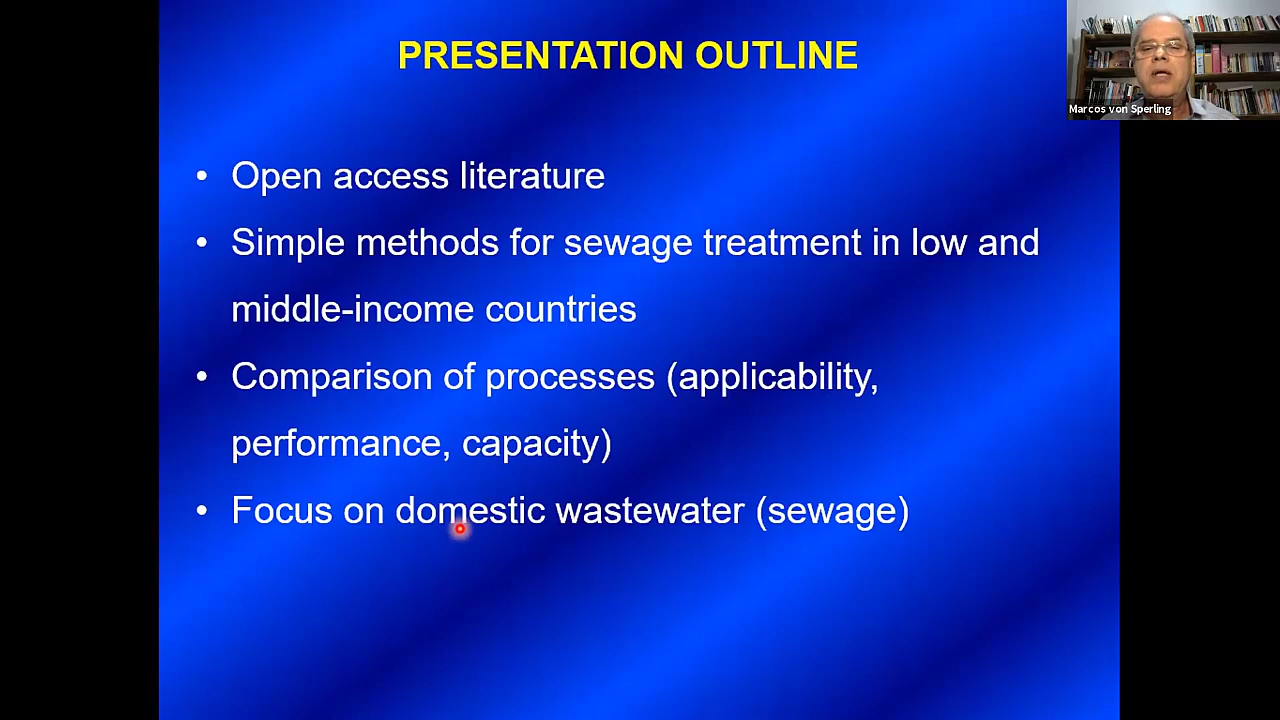 PRESENTATION OUTLINE
Marcos von Sperling
• Open access literature
• Simple methods for sewage treatment in low and
middle-income countries
• Comparison of processes (applicability,
performance, capacity)
• Focus on domestic wastewater (sewage)